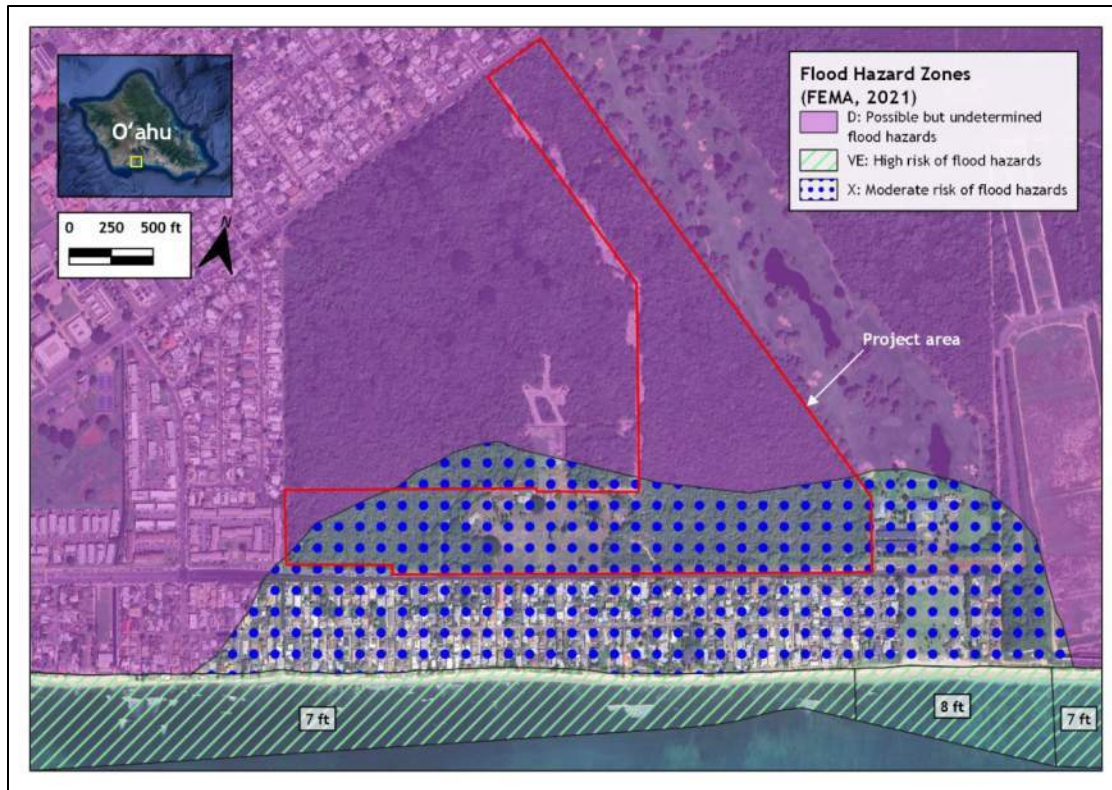 O‘ahu
0 250 500 ft
N
Flood Hazard Zones
(FEMA, 2021)
D: Possible but undetermined
flood hazards
VE: High risk of flood hazards
X: Moderate risk of flood hazards
Project area
7 ft
8 ft
7 ft